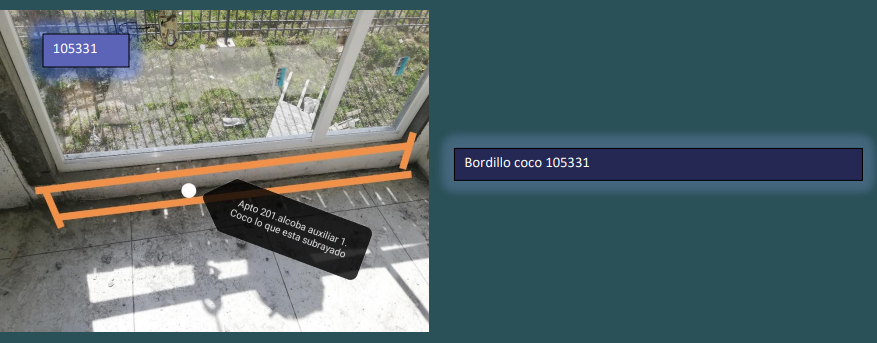 105331
Apto 201.alcoba auxiliar 1.
Coco lo que esta subrayado
Bordillo coco 105331